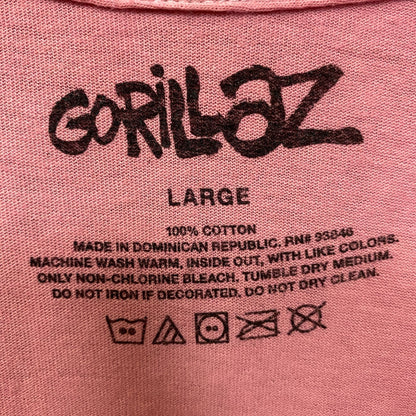 GORILLAZ
LARGE
100% COTTON
MADE IN DOMINICAN REPUBLIC. RN# 93846
MACHINE WASH WARM, INSIDE OUT, WITH LIKE COLORS.
ONLY NON-CHLORINE BLEACH. TUMBLE DRY MEDIUM.
DO NOT IRON IF DECORATED. DO NOT DRY CLEAN.